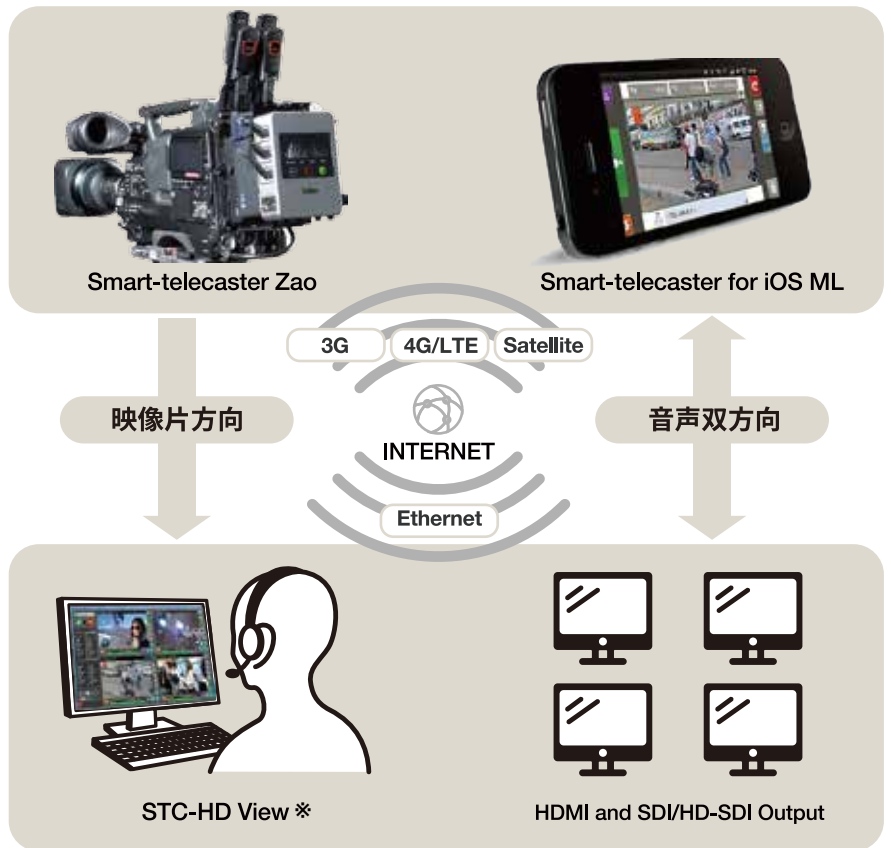 Smart-telecaster Zao
Smart-telecaster for iOS ML
3G
4G/LTE
Satellite
映像片方向
INTERNET
音声双方向
Ethernet
STC-HD View ※
HDMI and SDI/HD-SDI Output